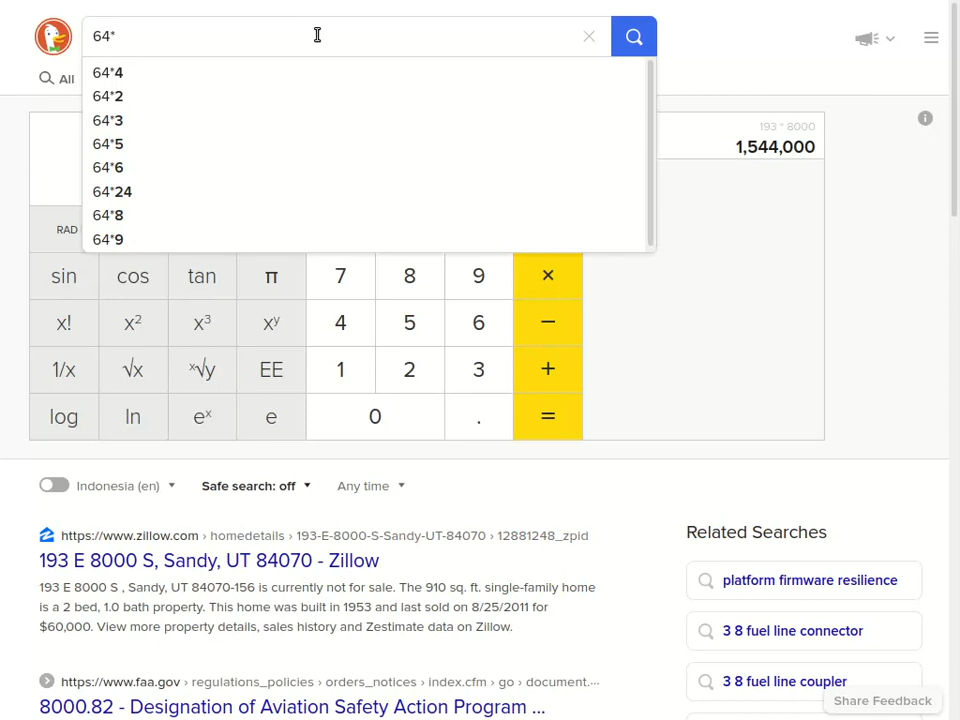 64*
All
64*4
64*2
64*3
64*5
64*6
64*24
64*8
64*9
193 * 8000
1,544,000
RAD
sin cos tan π 7 8 9 ×
x! x² x³ xʸ 4 5 6 −
1/x √x ˣ√y EE 1 2 3 +
log ln eˣ e 0 . =
Indonesia (en) Safe search: off Any time
https://www.zillow.com › homedetails › 193-E-8000-S-Sandy-UT-84070 › 12881248_zpid
193 E 8000 S, Sandy, UT 84070 - Zillow
193 E 8000 S , Sandy, UT 84070-156 is currently not for sale. The 910 sq. ft. single-family home
is a 2 bed, 1.0 bath property. This home was built in 1953 and last sold on 8/25/2011 for
$60,000. View more property details, sales history and Zestimate data on Zillow.
https://www.faa.gov › regulations_policies › orders_notices › index.cfm › go › document.···
8000.82 - Designation of Aviation Safety Action Program ...
Related Searches
platform firmware resilience
3 8 fuel line connector
3 8 fuel line coupler
Share Feedback